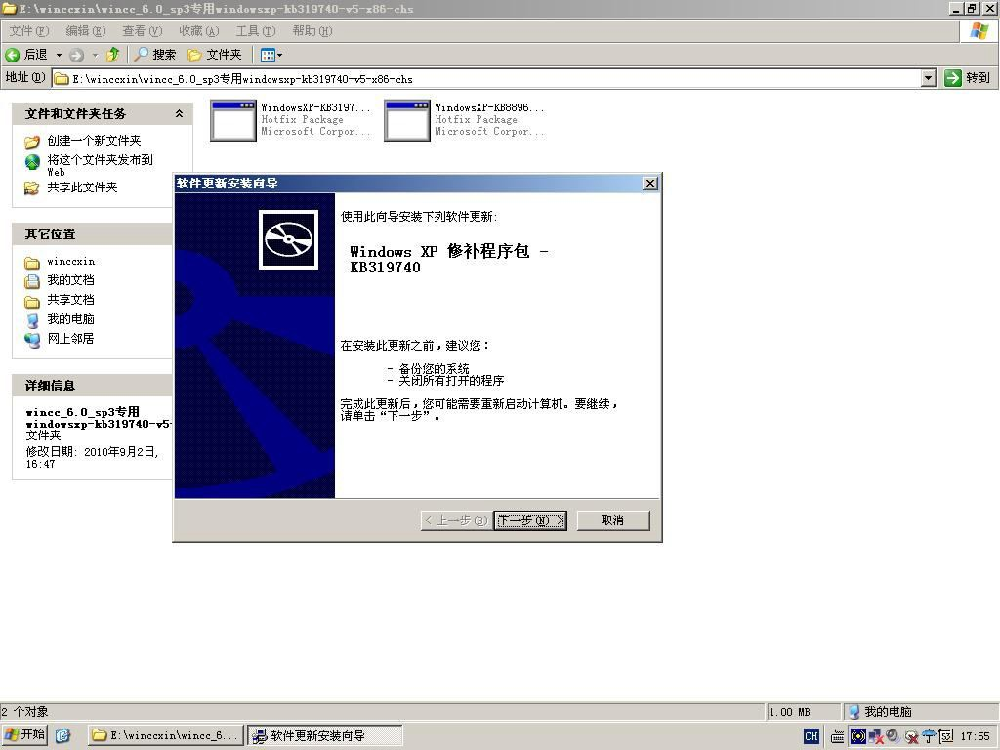 E:\winccxin\wincc_6.0_sp3专用windowsxp-kb319740-v5-x86-chs
文件(F) 编辑(E) 查看(V) 收藏(A) 工具(T) 帮助(H)
后退 搜索 文件夹
地址(D) E:\winccxin\wincc_6.0_sp3专用windowsxp-kb319740-v5-x86-chs 转到
文件和文件夹任务
创建一个新文件夹
将这个文件夹发布到
Web
共享此文件夹
其它位置
winccxin
我的文档
共享文档
我的电脑
网上邻居
详细信息
wincc_6.0_sp3专用
windowsxp-kb319740-v5-
文件夹
修改日期: 2010年9月2日,
16:47
WindowsXP-KB3197...
Hotfix Package
Microsoft Corpor...
WindowsXP-KB8896...
Hotfix Package
Microsoft Corpor...
软件更新安装向导
使用此向导安装下列软件更新:
Windows XP 修补程序包 -
KB319740
在安装此更新之前，建议您：
- 备份您的系统
- 关闭所有打开的程序
完成此更新后，您可能需要重新启动计算机。要继续，
请单击“下一步”。
< 上一步(B) 下一步(N) > 取消
2 个对象 1.00 MB 我的电脑
开始 E:\winccxin\wincc_6.... 软件更新安装向导 CH 17:55